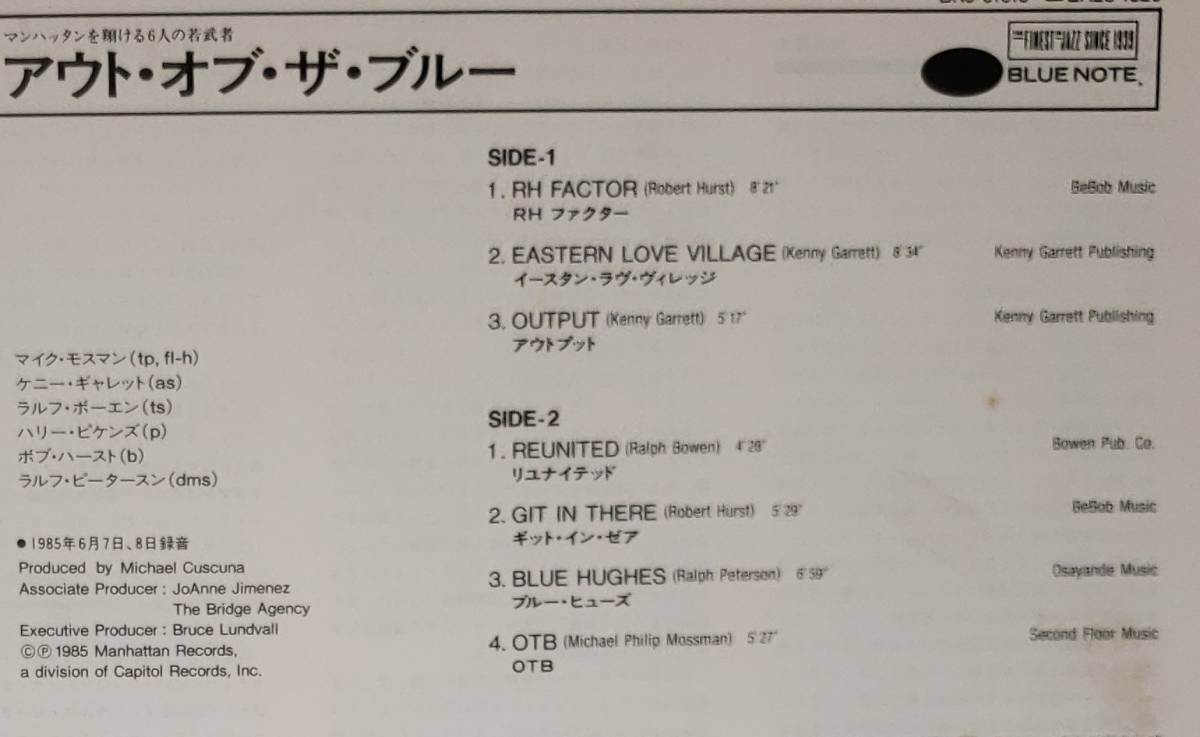 マンハッタンを翔ける6人の若武者
アウト・オブ・ザ・ブルー
THE FINEST IN JAZZ SINCE 1939
BLUE NOTE
SIDE-1
1. RH FACTOR (Robert Hurst) 8'21" BeBob Music
RH ファクター
2. EASTERN LOVE VILLAGE (Kenny Garrett) 8'34" Kenny Garrett Publishing
イースタン・ラヴ・ヴィレッジ
3. OUTPUT (Kenny Garrett) 5'17" Kenny Garrett Publishing
アウトプット
マイク・モスマン(tp, fl-h)
ケニー・ギャレット(as)
ラルフ・ボーエン(ts)
ハリー・ピケンズ(p)
ボブ・ハースト(b)
ラルフ・ピータースン(dms)
●1985年6月7日、8日録音
Produced by Michael Cuscuna
Associate Producer : JoAnne Jimenez
The Bridge Agency
Executive Producer : Bruce Lundvall
ⒸⓅ1985 Manhattan Records,
a division of Capitol Records, Inc.
SIDE-2
1. REUNITED (Ralph Bowen) 4'26" Bowen Pub. Co.
リユナイテッド
2. GIT IN THERE (Robert Hurst) 5'29" BeBob Music
ギット・イン・ゼア
3. BLUE HUGHES (Ralph Peterson) 6'59" Osayande Music
ブルー・ヒューズ
4. OTB (Michael Philip Mossman) 5'27" Second Floor Music
OTB